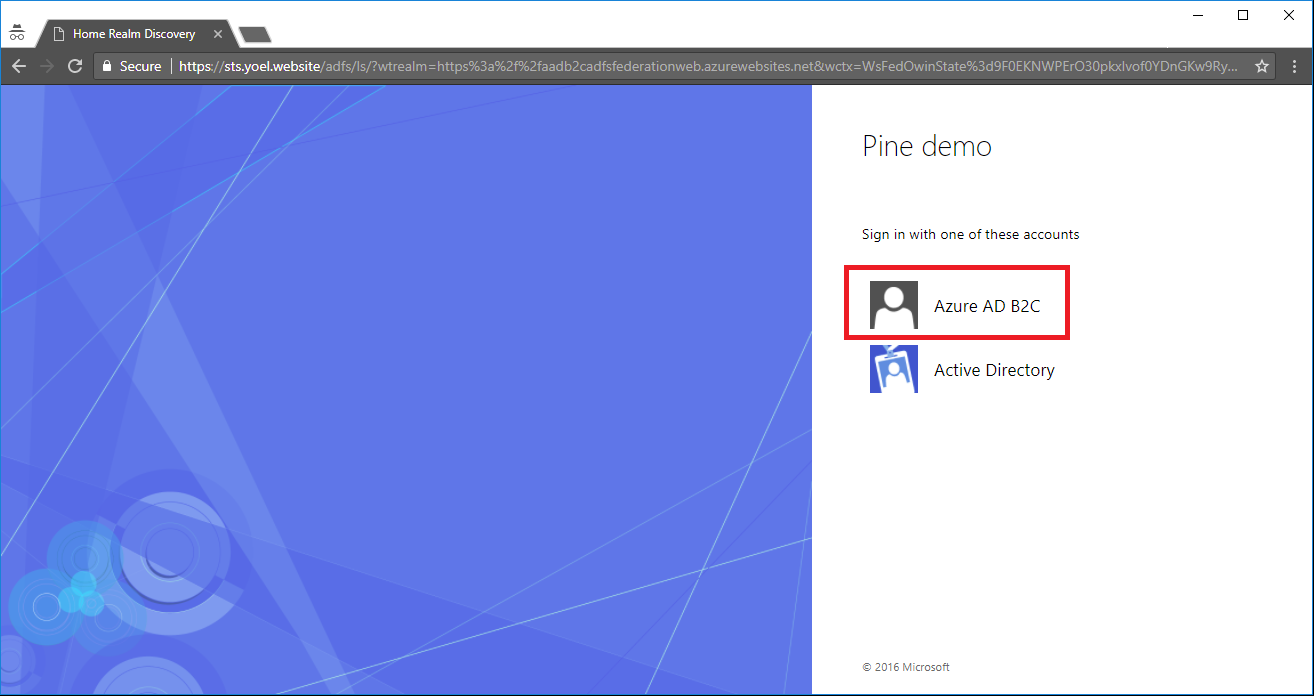 Home Realm Discovery
Secure
https://sts.yoel.website/adfs/ls/?wtrealm=https%3a%2f%2faadb2cadfsfederationweb.azurewebsites.net&wctx=WsFedOwinState%3d9F0EKNWPErO30pkxIvof0YDnGKw9Ry...
Pine demo
Sign in with one of these accounts
Azure AD B2C
Active Directory
© 2016 Microsoft